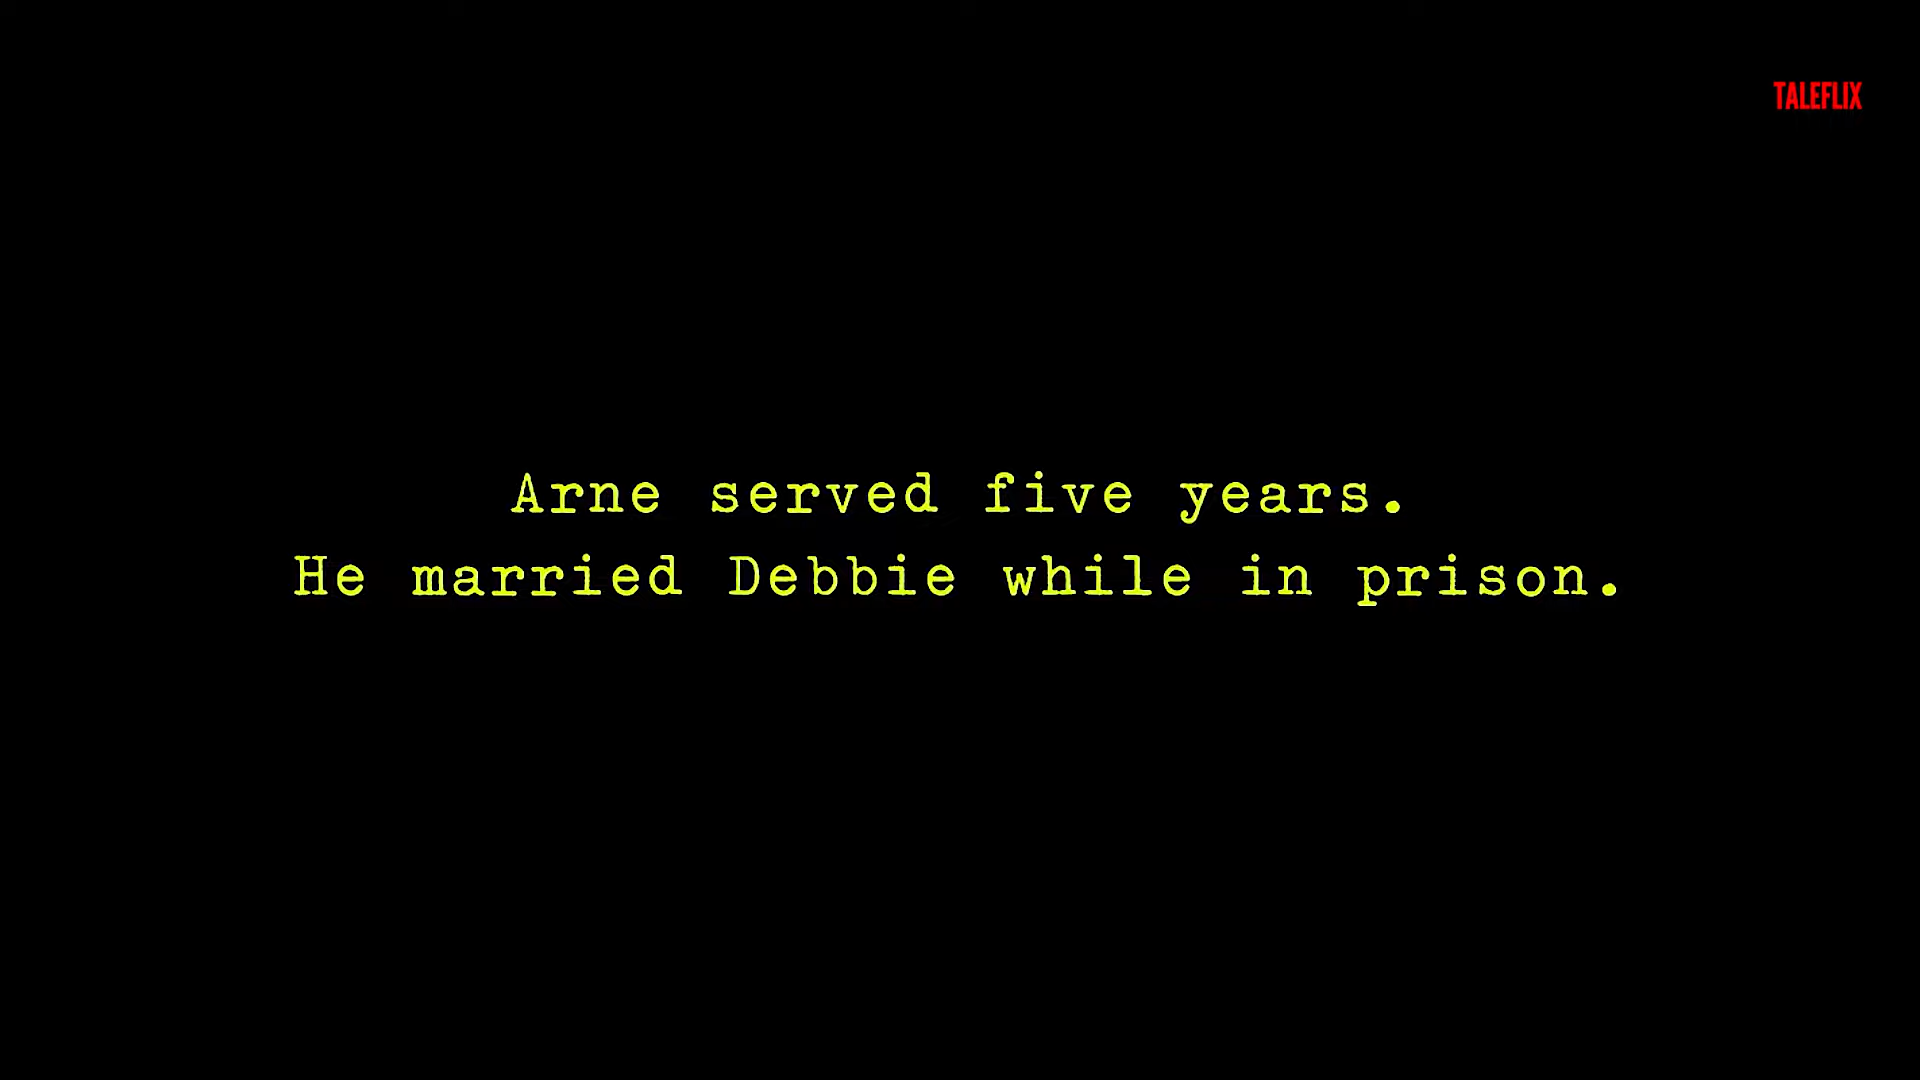 TALEFLIX
Arne served five years.
He married Debbie while in prison.